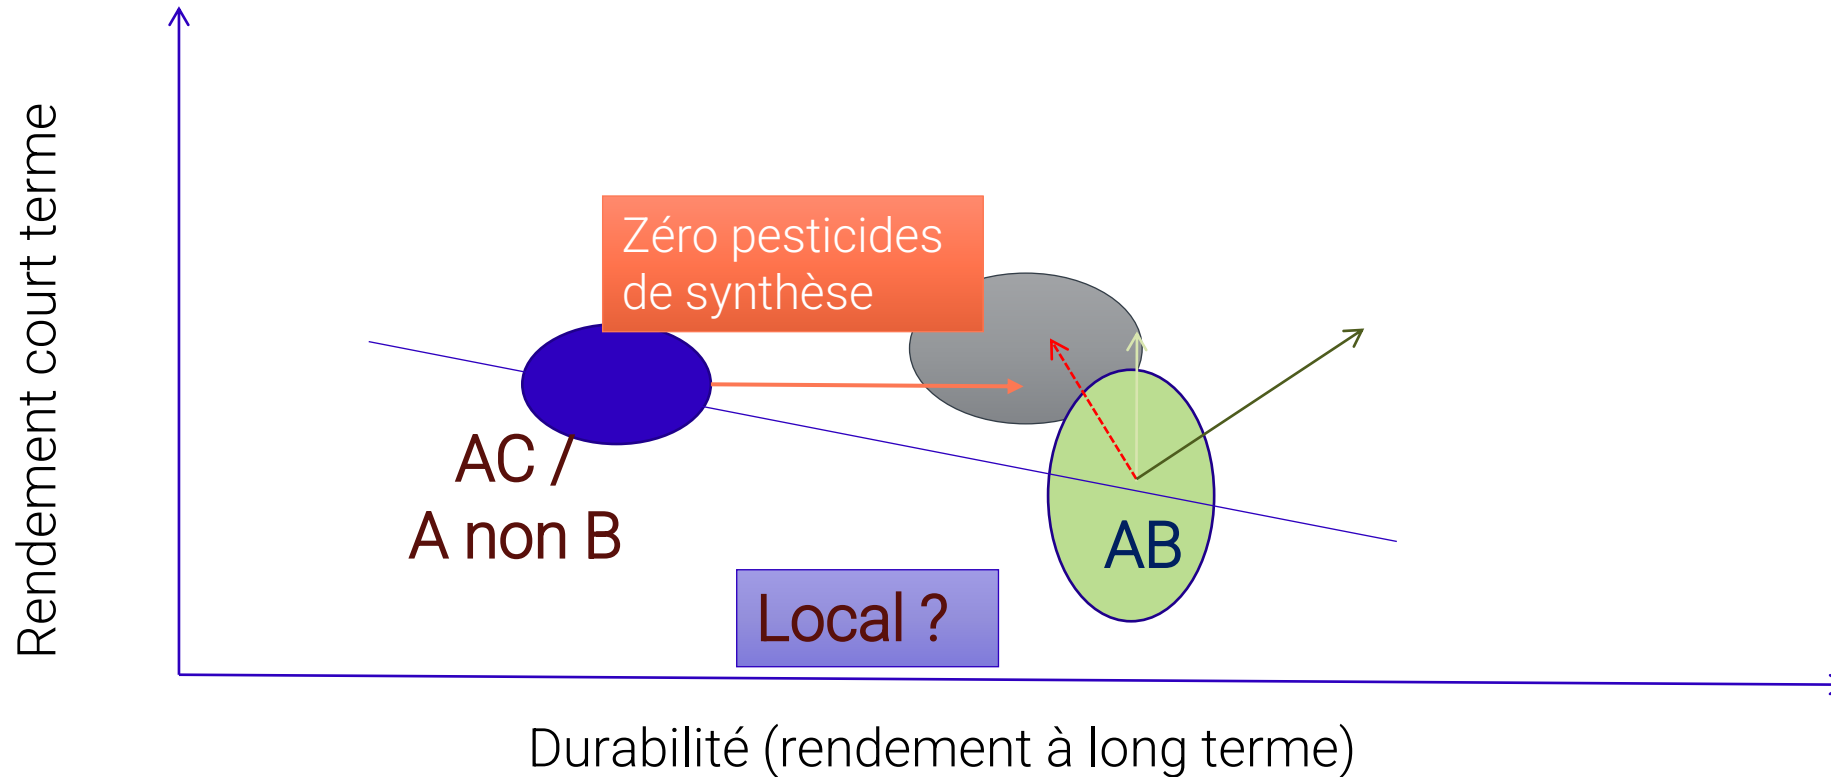 Rendement court terme
Zéro pesticides
de synthèse
AC /
A non B
AB
Local ?
Durabilité (rendement à long terme)